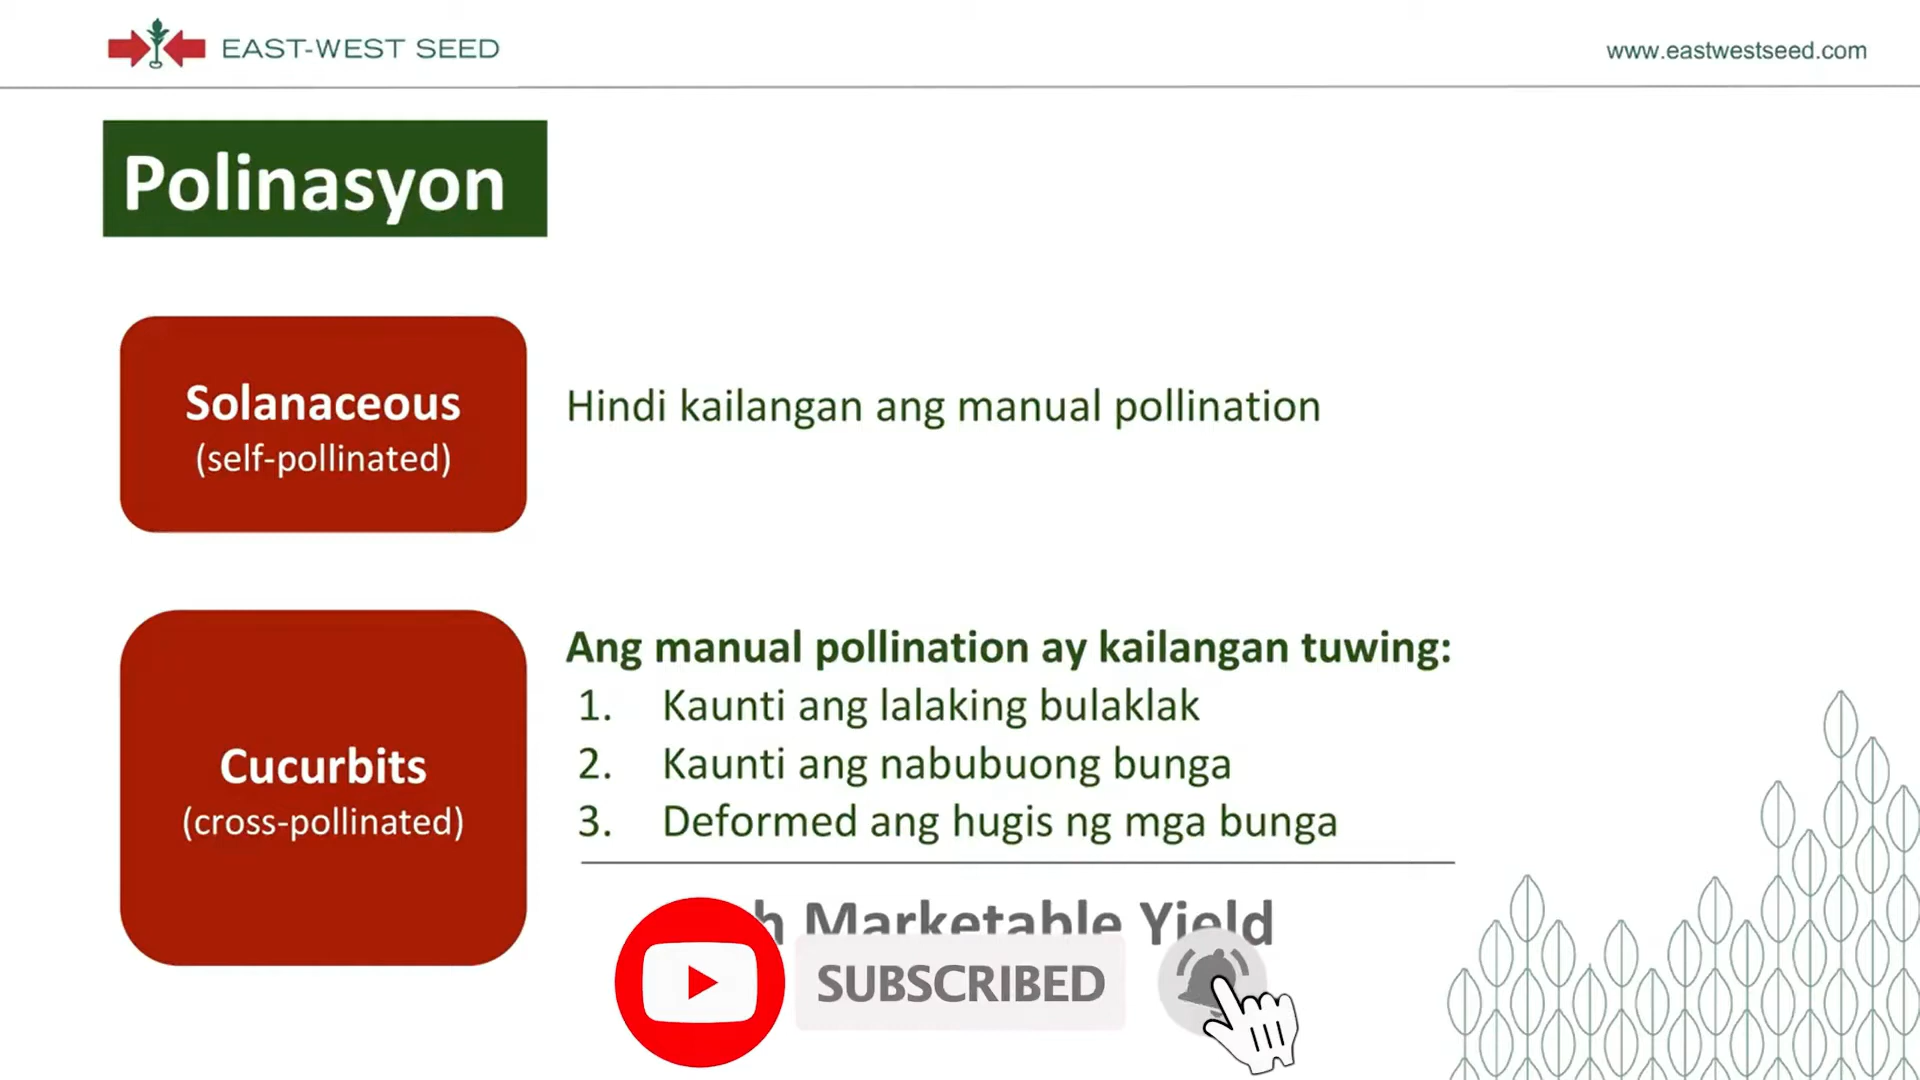 EAST-WEST SEED
www.eastwestseed.com
Polinasyon
Solanaceous
(self-pollinated)
Hindi kailangan ang manual pollination
Cucurbits
(cross-pollinated)
Ang manual pollination ay kailangan tuwing:
1. Kaunti ang lalaking bulaklak
2. Kaunti ang nabubuong bunga
3. Deformed ang hugis ng mga bunga
Marketable Yield
SUBSCRIBED